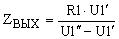 Z_ВЫХ = R1 · U1′ / (U1″ − U1′)